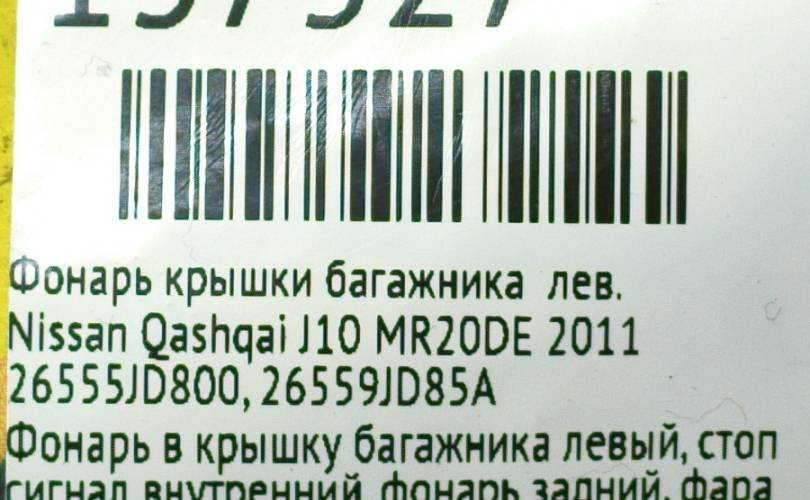 157527
Фонарь крышки багажника лев.
Nissan Qashqai J10 MR20DE 2011
26555JD800, 26559JD85A
Фонарь в крышку багажника левый, стоп
сигнал внутренний, фонарь задний, фара